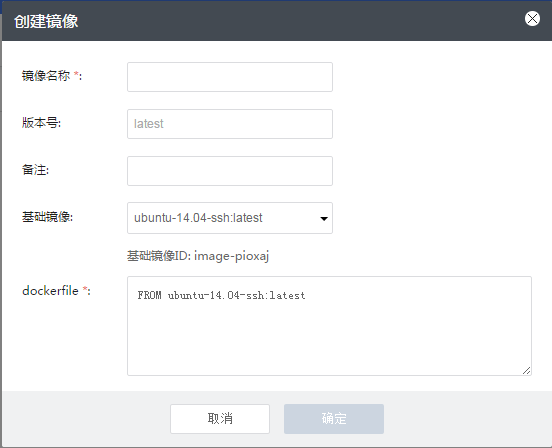 创建镜像
镜像名称 *:
版本号:
latest
备注:
基础镜像:
ubuntu-14.04-ssh:latest
基础镜像ID: image-pioxaj
dockerfile *:
FROM ubuntu-14.04-ssh:latest
取消
确定